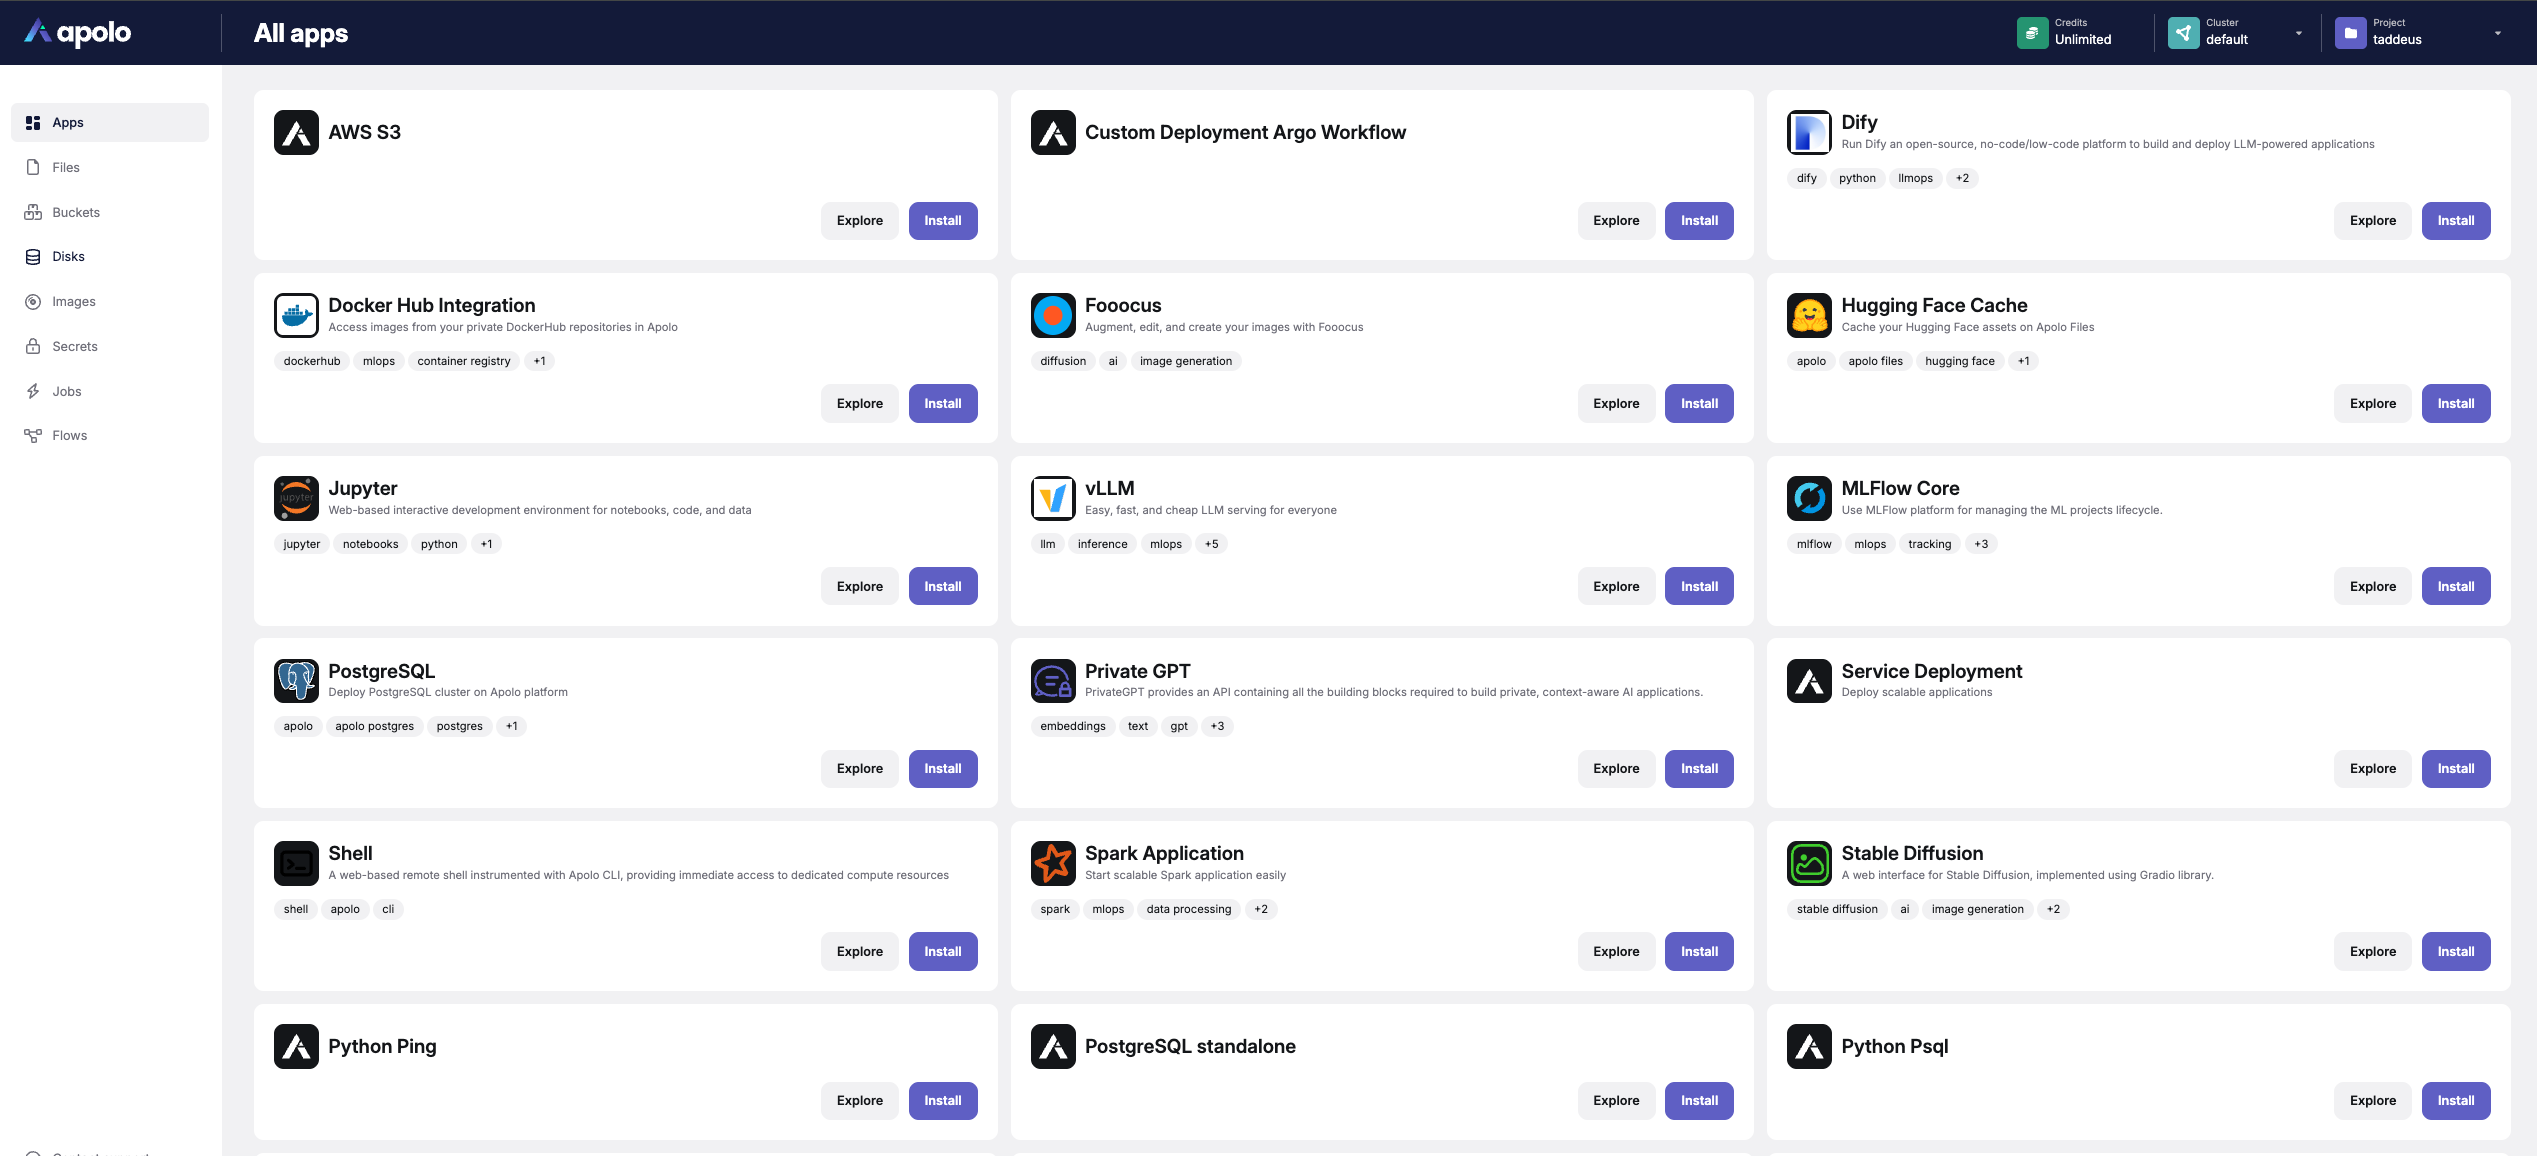 apolo
All apps
Credits
Unlimited
Cluster
default
Project
taddeus
Apps
Files
Buckets
Disks
Images
Secrets
Jobs
Flows
AWS S3
Explore
Install
Custom Deployment Argo Workflow
Explore
Install
Dify
Run Dify an open-source, no-code/low-code platform to build and deploy LLM-powered applications
dify python llmops +2
Explore
Install
Docker Hub Integration
Access images from your private DockerHub repositories in Apolo
dockerhub mlops container registry +1
Explore
Install
Fooocus
Augment, edit, and create your images with Fooocus
diffusion ai image generation
Explore
Install
Hugging Face Cache
Cache your Hugging Face assets on Apolo Files
apolo apolo files hugging face +1
Explore
Install
jupyter
Jupyter
Web-based interactive development environment for notebooks, code, and data
jupyter notebooks python +1
Explore
Install
vLLM
Easy, fast, and cheap LLM serving for everyone
llm inference mlops +5
Explore
Install
MLFlow Core
Use MLFlow platform for managing the ML projects lifecycle.
mlflow mlops tracking +3
Explore
Install
PostgreSQL
Deploy PostgreSQL cluster on Apolo platform
apolo apolo postgres postgres +1
Explore
Install
Private GPT
PrivateGPT provides an API containing all the building blocks required to build private, context-aware AI applications.
embeddings text gpt +3
Explore
Install
Service Deployment
Deploy scalable applications
Explore
Install
Shell
A web-based remote shell instrumented with Apolo CLI, providing immediate access to dedicated compute resources
shell apolo cli
Explore
Install
Spark Application
Start scalable Spark application easily
spark mlops data processing +2
Explore
Install
Stable Diffusion
A web interface for Stable Diffusion, implemented using Gradio library.
stable diffusion ai image generation +2
Explore
Install
Python Ping
Explore
Install
PostgreSQL standalone
Explore
Install
Python Psql
Explore
Install